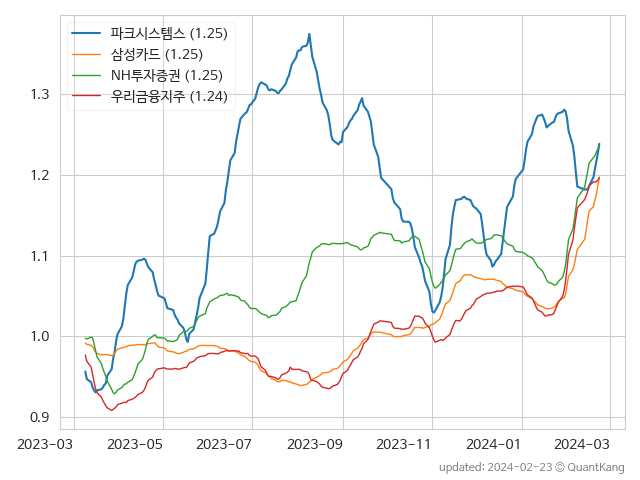 파크시스템스 (1.25)
삼성카드 (1.25)
NH투자증권 (1.25)
우리금융지주 (1.24)
1.3
1.2
1.1
1.0
0.9
2023-03 2023-05 2023-07 2023-09 2023-11 2024-01 2024-03
updated: 2024-02-23 © QuantKang